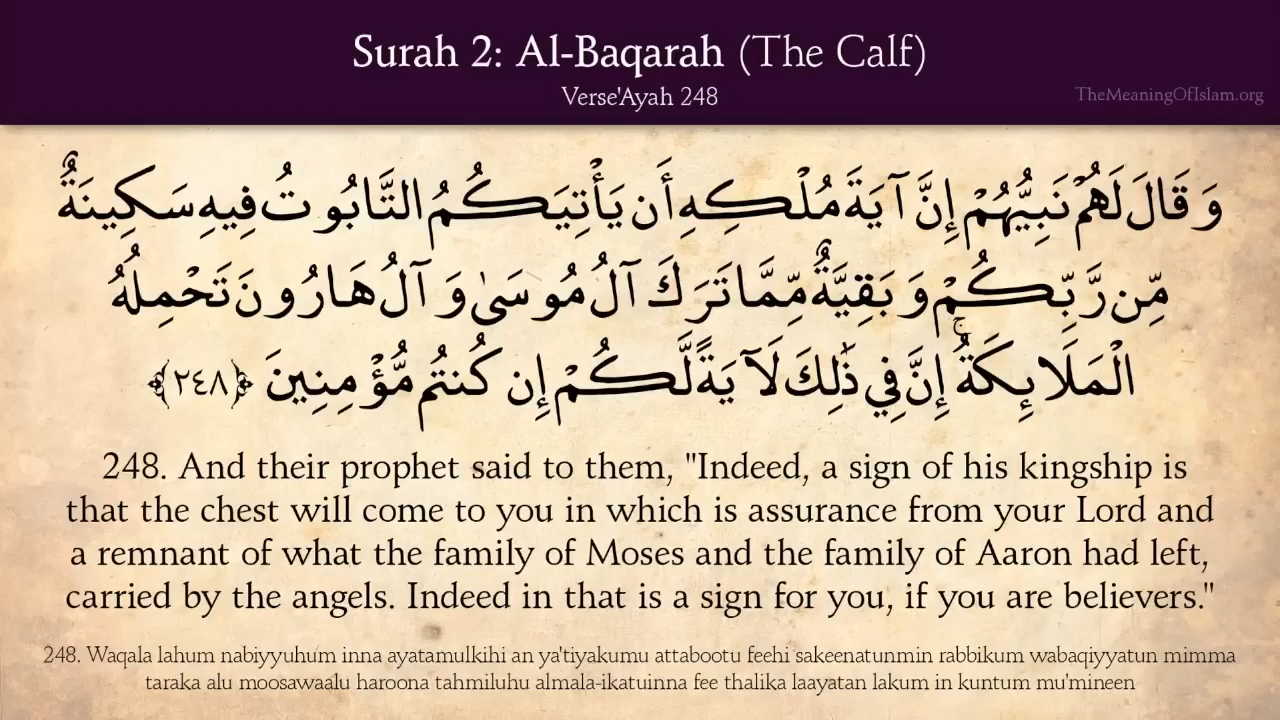 Surah 2: Al-Baqarah (The Calf)
Verse'Ayah 248
TheMeaningOfIslam.org
وَقَالَ لَهُمْ نَبِيُّهُمْ إِنَّ آيَةَ مُلْكِهِ أَن يَأْتِيَكُمُ التَّابُوتُ فِيهِ سَكِينَةٌ
مِّن رَّبِّكُمْ وَبَقِيَّةٌ مِّمَّا تَرَكَ آلُ مُوسَىٰ وَآلُ هَارُونَ تَحْمِلُهُ
الْمَلَائِكَةُ ۚ إِنَّ فِي ذَٰلِكَ لَآيَةً لَّكُمْ إِن كُنتُم مُّؤْمِنِينَ ﴿٢٤٨﴾
248. And their prophet said to them, "Indeed, a sign of his kingship is
that the chest will come to you in which is assurance from your Lord and
a remnant of what the family of Moses and the family of Aaron had left,
carried by the angels. Indeed in that is a sign for you, if you are believers."
248. Waqala lahum nabiyyuhum inna ayatamulkihi an ya'tiyakumu attabootu feehi sakeenatunmin rabbikum wabaqiyyatun mimma
taraka alu moosawaalu haroona tahmiluhu almala-ikatuinna fee thalika laayatan lakum in kuntum mu'mineen